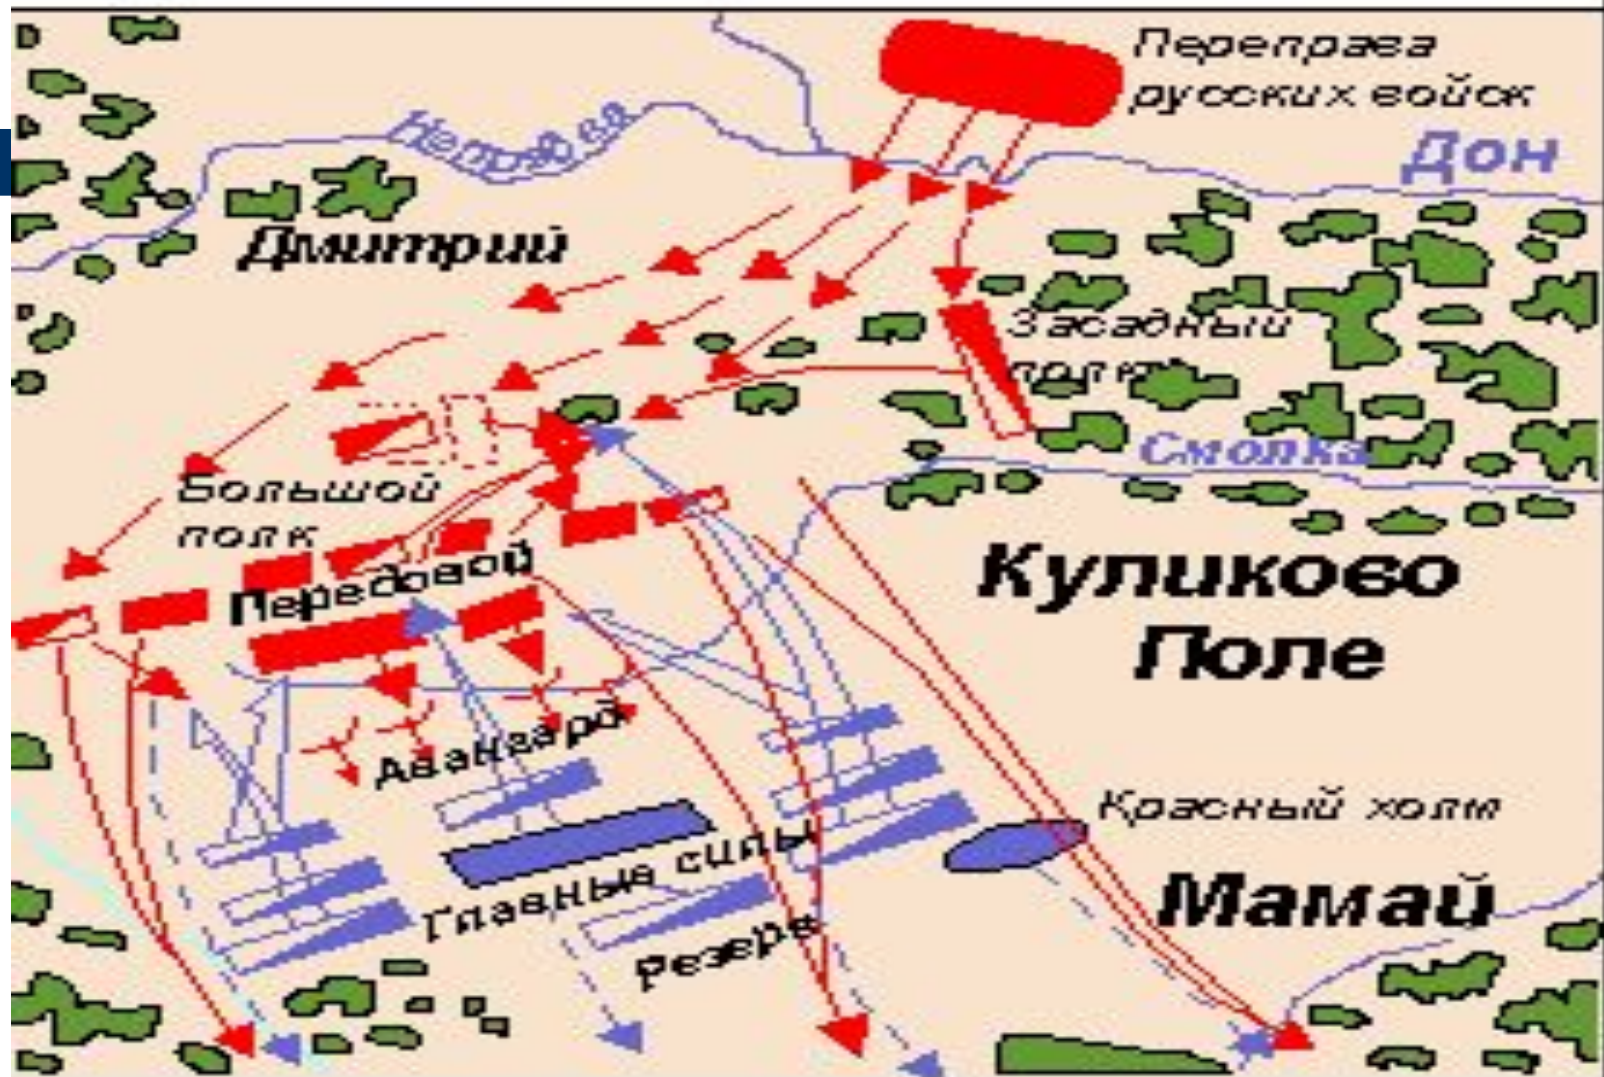 Переправа
русских войск
Непрядва
Дон
Дмитрий
Засадный
полк
Смолка
Большой
полк
Передовой
Куликово
Поле
Авангард
Красный холм
Главные силы
Мамай
Резерв